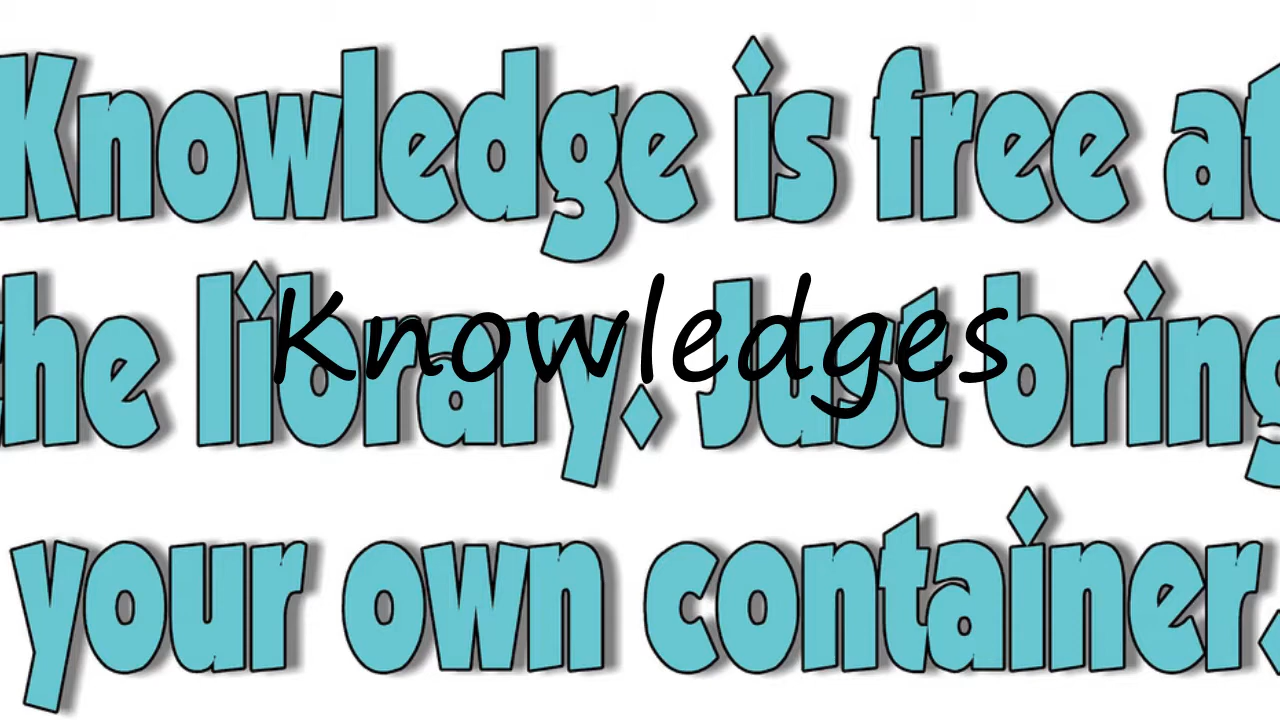 Knowledge is free at
the library. Just bring
Knowledges
your own container.